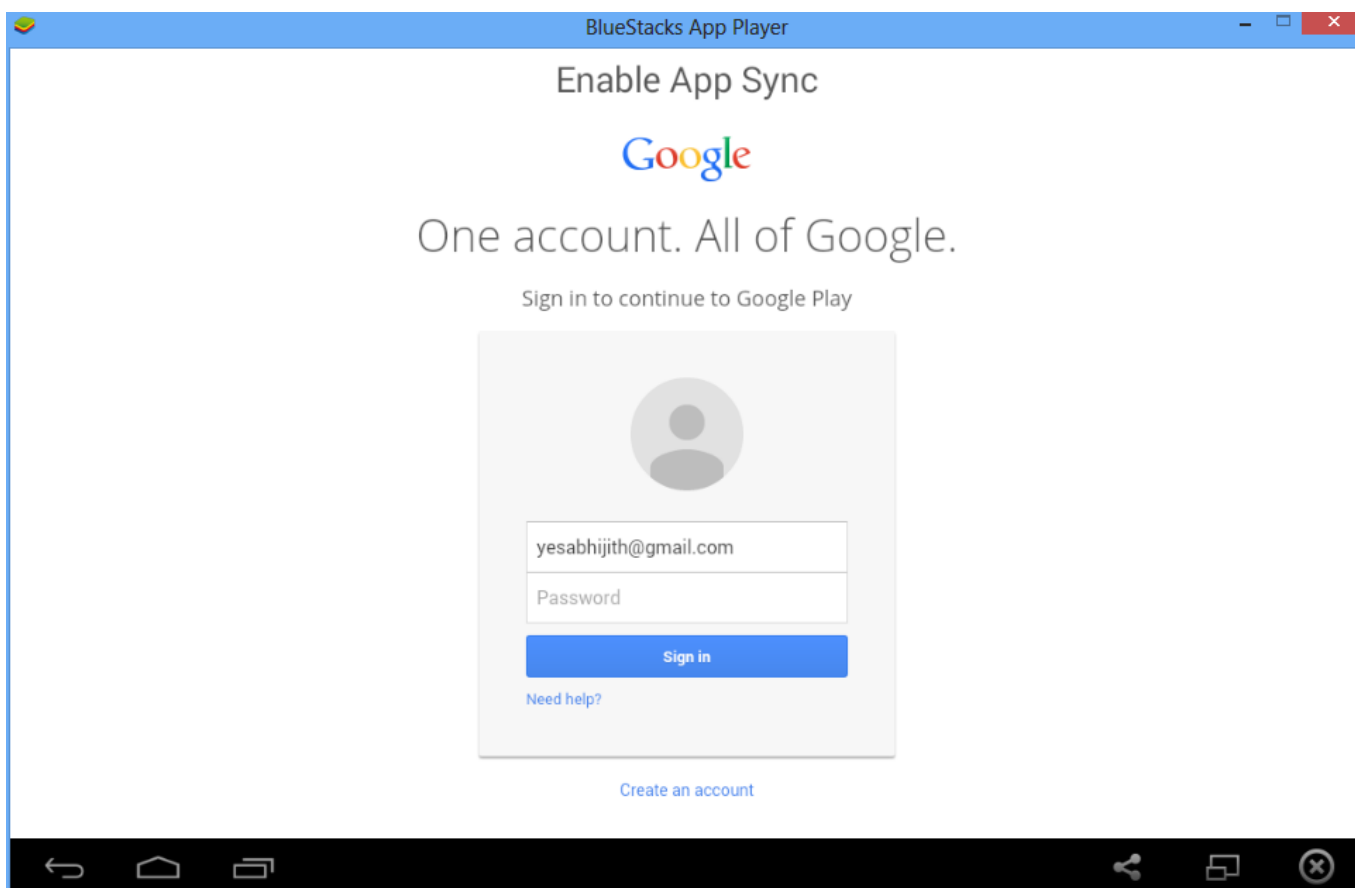 BlueStacks App Player
Enable App Sync
Google
One account. All of Google.
Sign in to continue to Google Play
yesabhijith@gmail.com
Password
Sign in
Need help?
Create an account